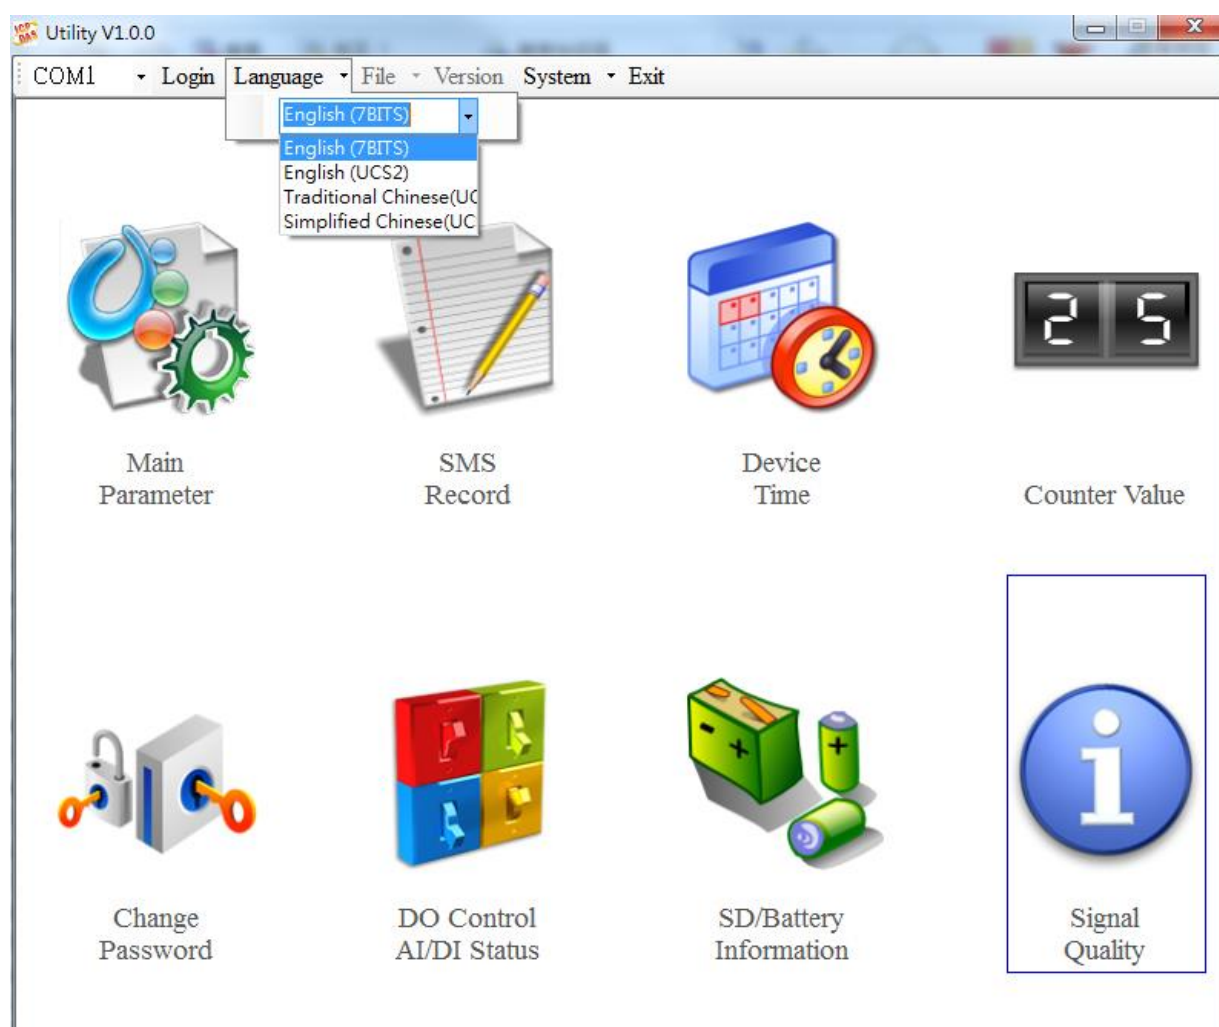 Utility V1.0.0
COM1 Login Language File Version System Exit
English (7BITS)
English (7BITS)
English (UCS2)
Traditional Chinese(UC
Simplified Chinese(UC
25
Main
Parameter
SMS
Record
Device
Time
Counter Value
Change
Password
DO Control
AI/DI Status
SD/Battery
Information
Signal
Quality